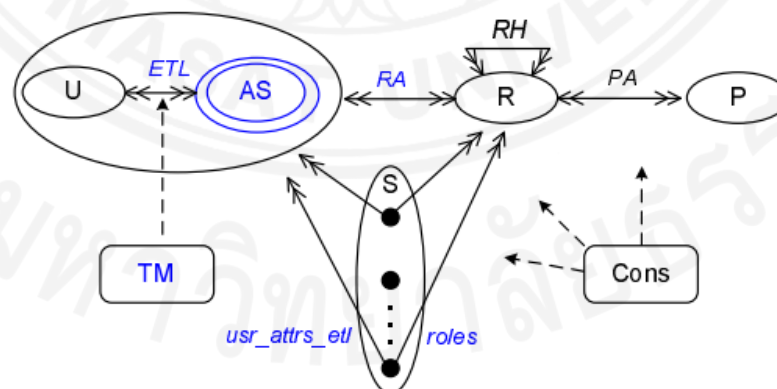 RH
ETL
U
AS
RA
R
PA
P
S
TM
Cons
usr_attrs_etl
roles